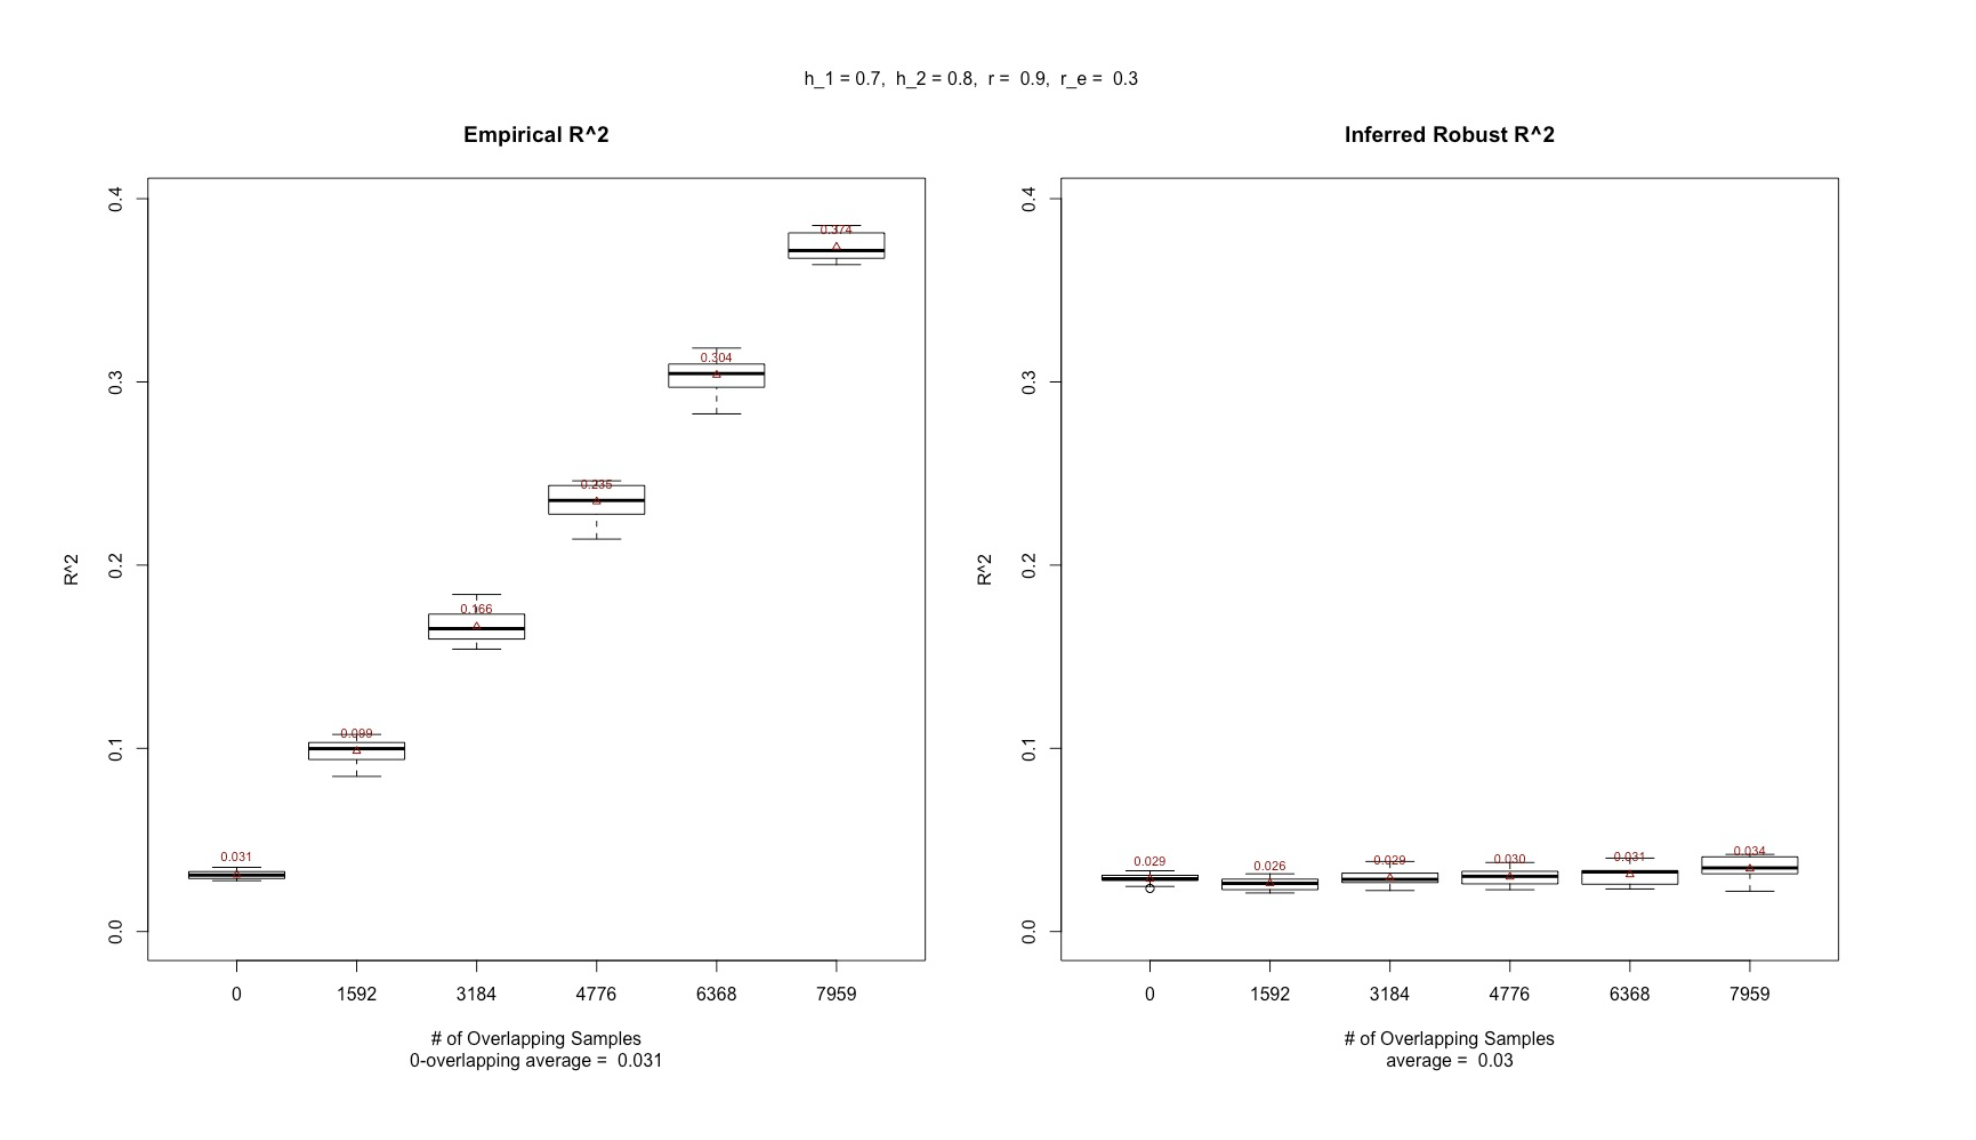 h_1 = 0.7,  h_2 = 0.8,  r =  0.9,  r_e =  0.3
Empirical R^2
R^2
0.4
0.3
0.2
0.1
0.0
0.374
0.304
0.235
0.166
0.099
0.031
0 1592 3184 4776 6368 7959
# of Overlapping Samples
0-overlapping average =  0.031
Inferred Robust R^2
R^2
0.4
0.3
0.2
0.1
0.0
0.029 0.026 0.029 0.030 0.031 0.034
0 1592 3184 4776 6368 7959
# of Overlapping Samples
average =  0.03